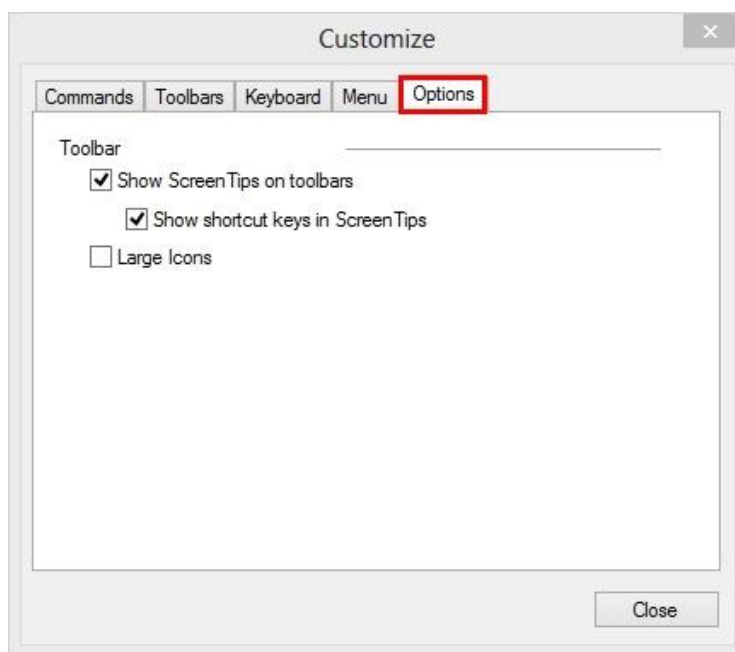 Customize
Commands Toolbars Keyboard Menu Options
Toolbar
Show ScreenTips on toolbars
Show shortcut keys in ScreenTips
Large Icons
Close